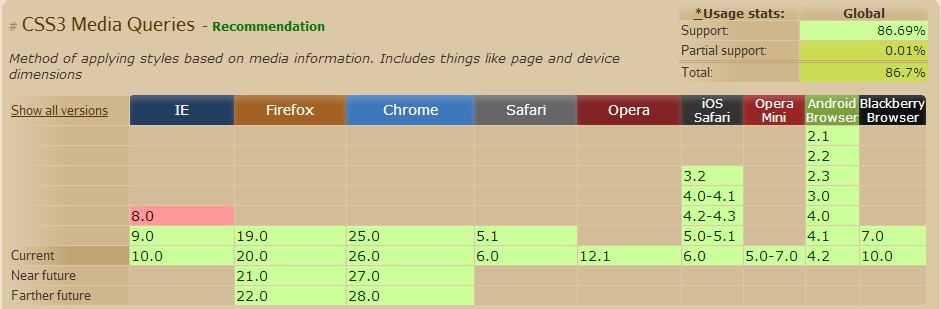 # CSS3 Media Queries - Recommendation
*Usage stats: Global
Support: 86.69%
Partial support: 0.01%
Total: 86.7%
Method of applying styles based on media information. Includes things like page and device
dimensions
Show all versions IE Firefox Chrome Safari Opera iOS Safari Opera Mini Android Browser Blackberry Browser
2.1
2.2
3.2 2.3
4.0-4.1 3.0
8.0 4.2-4.3 4.0
9.0 19.0 25.0 5.1 5.0-5.1 4.1 7.0
Current 10.0 20.0 26.0 6.0 12.1 6.0 5.0-7.0 4.2 10.0
Near future 21.0 27.0
Farther future 22.0 28.0